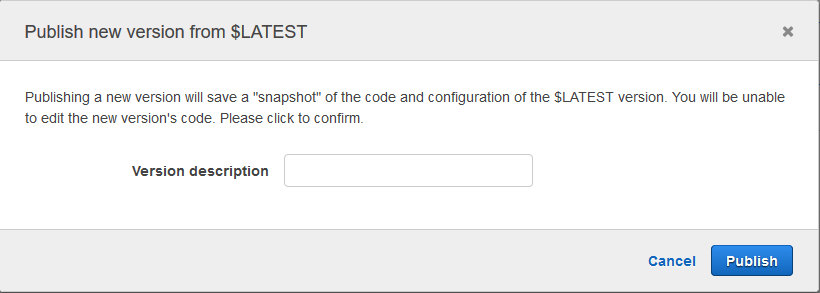 Publish new version from $LATEST
Publishing a new version will save a "snapshot" of the code and configuration of the $LATEST version. You will be unable
to edit the new version's code. Please click to confirm.
Version description
Cancel Publish